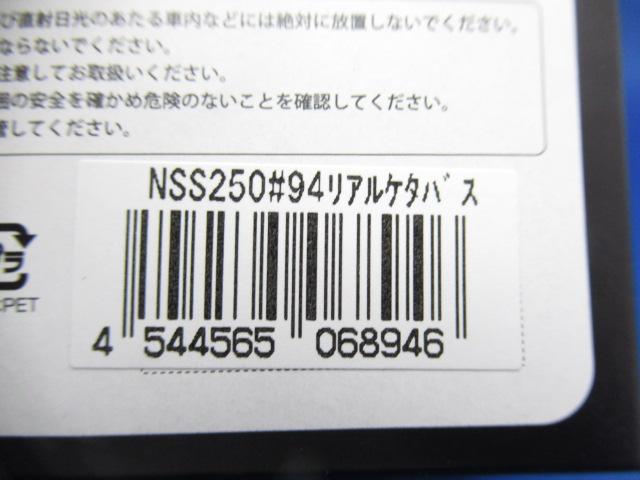 び直射日光のあたる車内などには絶対に放置しないでください。
ならないでください。
注意してお取扱いください。
囲の安全を確かめ危険のないことを確認してください。
管してください。
NSS250#94ﾘｱﾙｹﾀﾊﾞｽ
プラ
PET
4 544565 068946